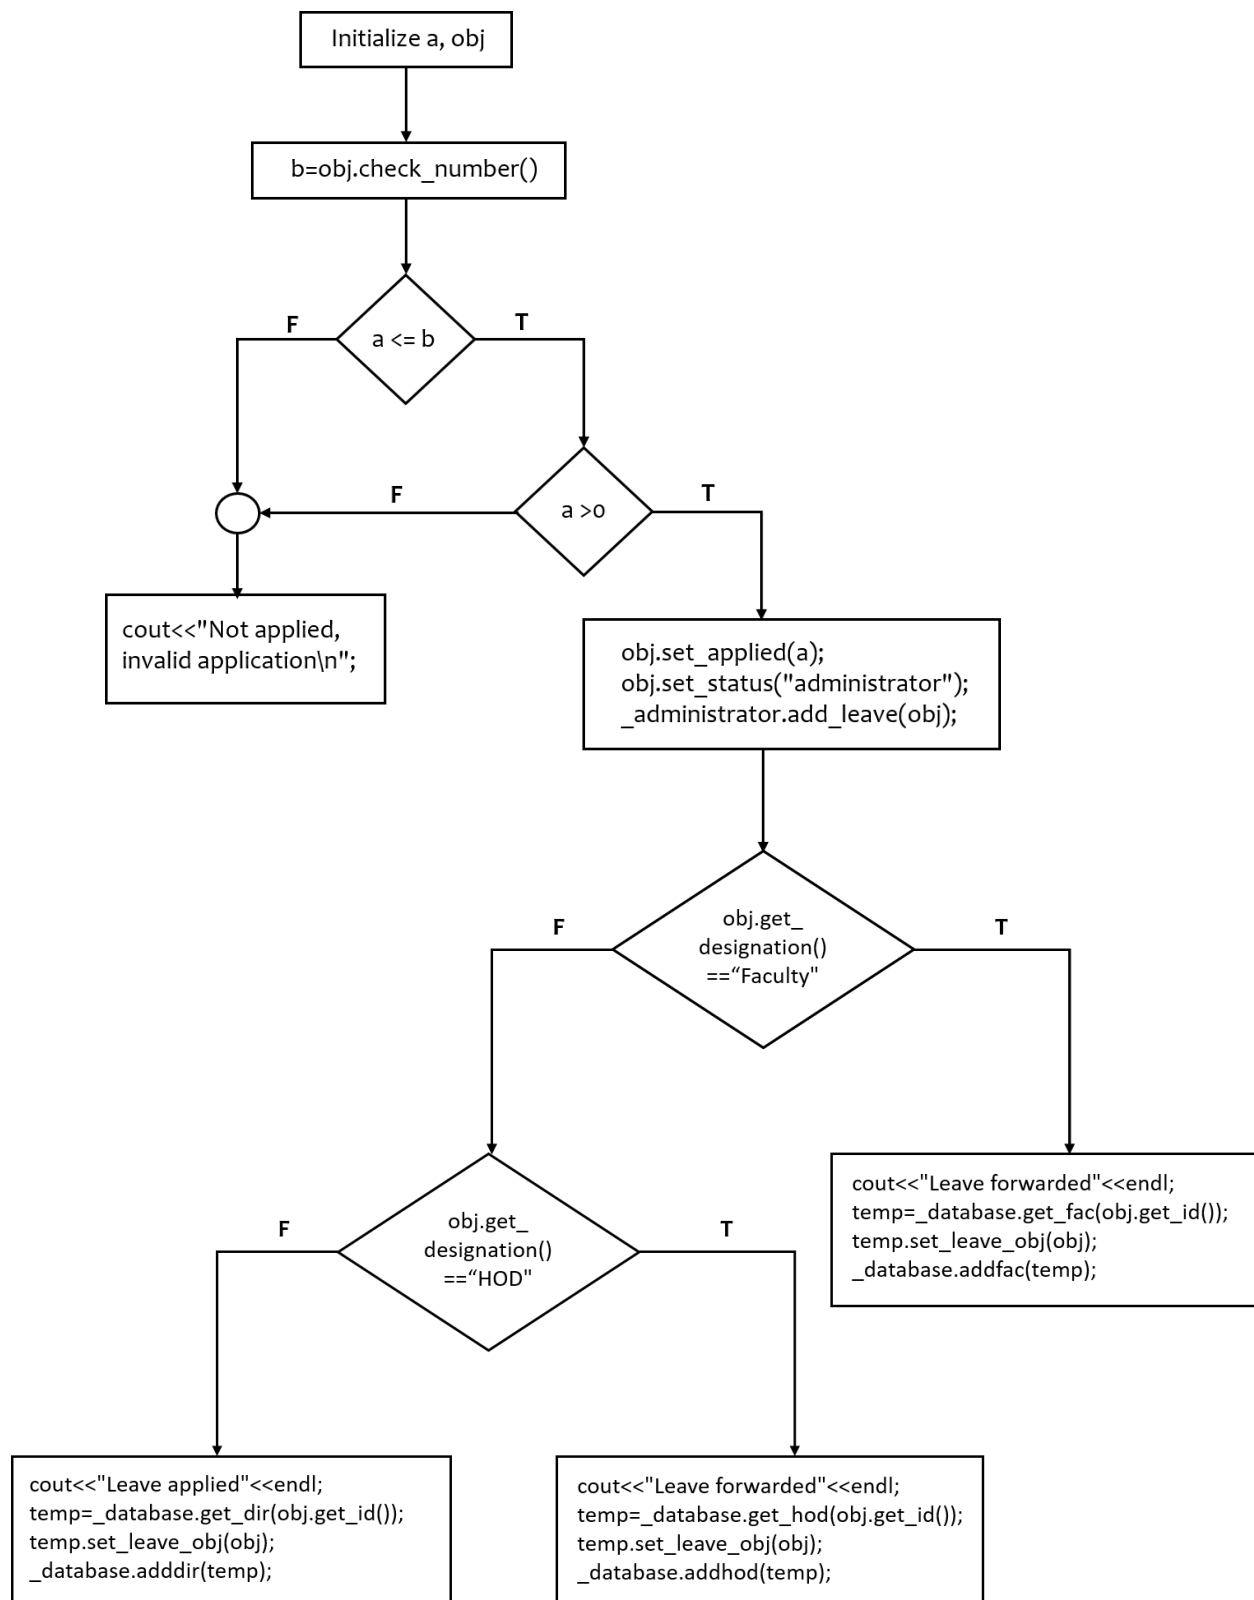 Initialize a, obj
b=obj.check_number()
F
T
a <= b
F
T
a >0
cout<<"Not applied,
invalid application\n";
obj.set_applied(a);
obj.set_status("administrator");
_administrator.add_leave(obj);
F
T
obj.get_
designation()
==“Faculty"
cout<<"Leave forwarded"<<endl;
temp=_database.get_fac(obj.get_id());
temp.set_leave_obj(obj);
_database.addfac(temp);
F
T
obj.get_
designation()
==“HOD"
cout<<"Leave applied"<<endl;
temp=_database.get_dir(obj.get_id());
temp.set_leave_obj(obj);
_database.adddir(temp);
cout<<"Leave forwarded"<<endl;
temp=_database.get_hod(obj.get_id());
temp.set_leave_obj(obj);
_database.addhod(temp);